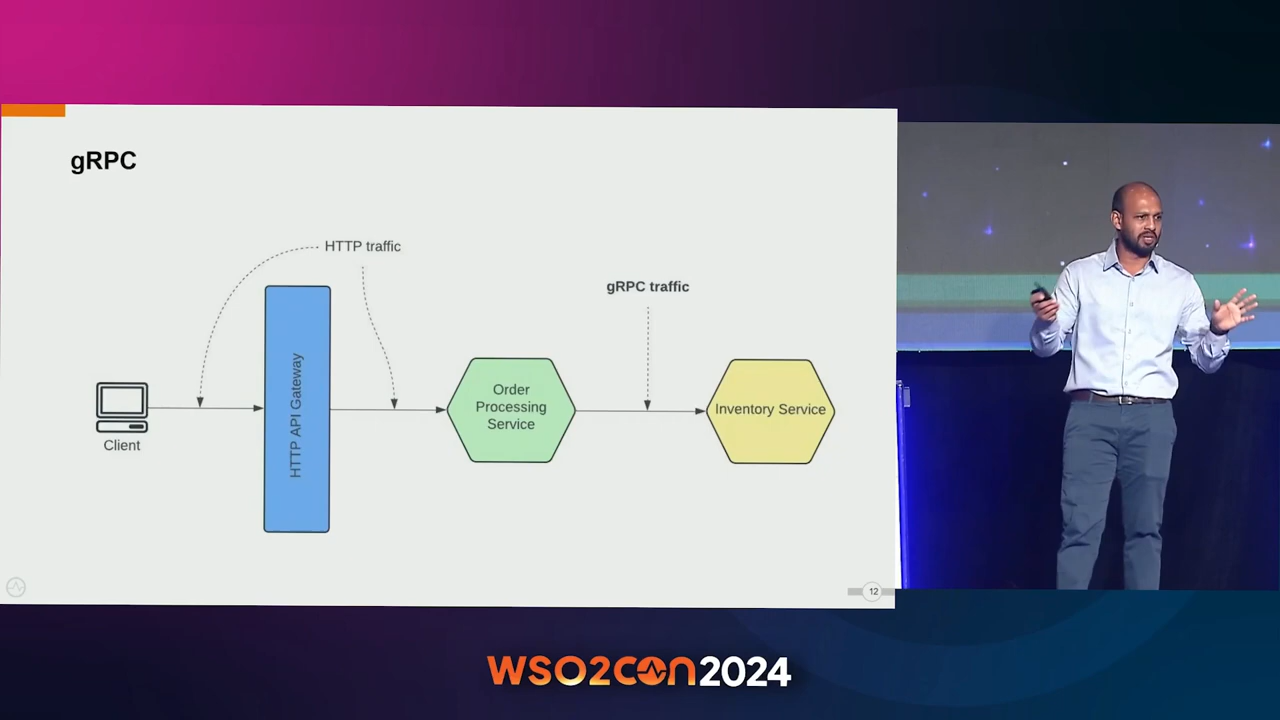 gRPC
HTTP traffic
gRPC traffic
HTTP API Gateway
Order
Processing
Service
Inventory Service
Client
12
WSO2CON2024